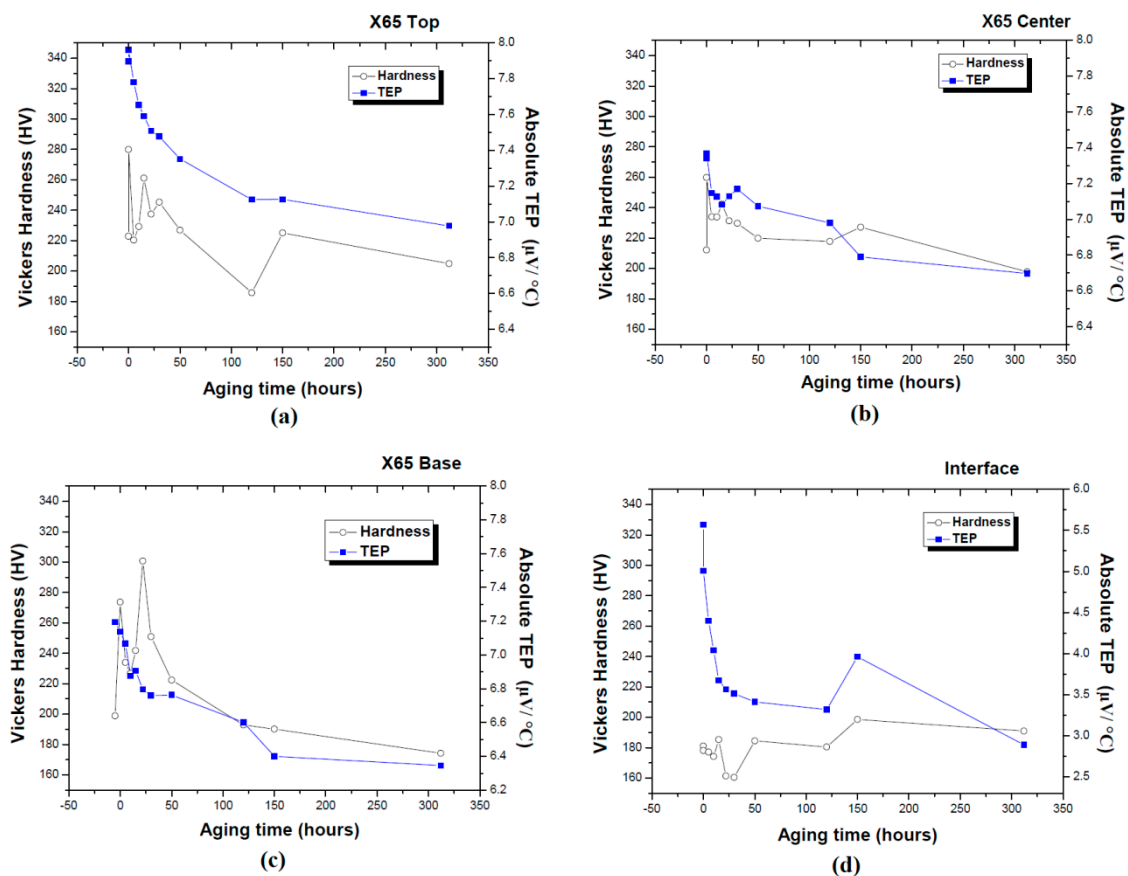 X65 Top
Hardness
TEP
Vickers Hardness (HV)
340
320
300
280
260
240
220
200
180
160
8.0
7.8
7.6
7.4
7.2
7.0
6.8
6.6
6.4
Absolute TEP (μV/ °C)
-50 0 50 100 150 200 250 300 350
Aging time (hours)
(a)
X65 Center
Hardness
TEP
Vickers Hardness (HV)
340
320
300
280
260
240
220
200
180
160
8.0
7.8
7.6
7.4
7.2
7.0
6.8
6.6
6.4
Absolute TEP (μV/ °C)
-50 0 50 100 150 200 250 300 350
Aging time (hours)
(b)
X65 Base
Hardness
TEP
Vickers Hardness (HV)
340
320
300
280
260
240
220
200
180
160
8.0
7.8
7.6
7.4
7.2
7.0
6.8
6.6
6.4
6.2
Absolute TEP (μV/ °C)
-50 0 50 100 150 200 250 300 350
Aging time (hours)
(c)
Interface
Hardness
TEP
Vickers Hardness (HV)
340
320
300
280
260
240
220
200
180
160
6.0
5.5
5.0
4.5
4.0
3.5
3.0
2.5
Absolute TEP (μV/ °C)
-50 0 50 100 150 200 250 300 350
Aging time (hours)
(d)